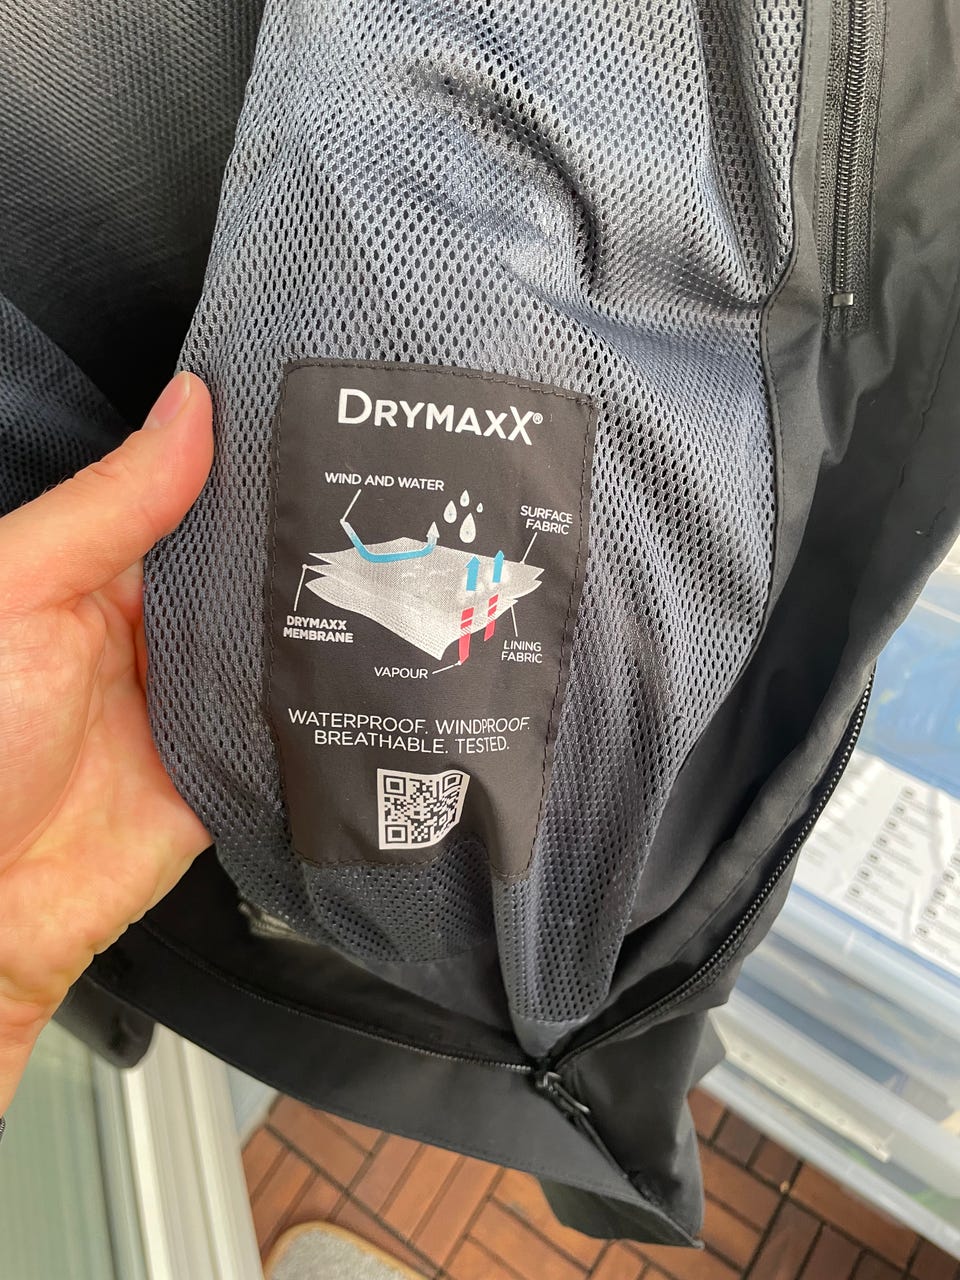 DRYMAXX®
WIND AND WATER
SURFACE
FABRIC
DRYMAXX
MEMBRANE
LINING
FABRIC
VAPOUR
WATERPROOF. WINDPROOF.
BREATHABLE. TESTED.